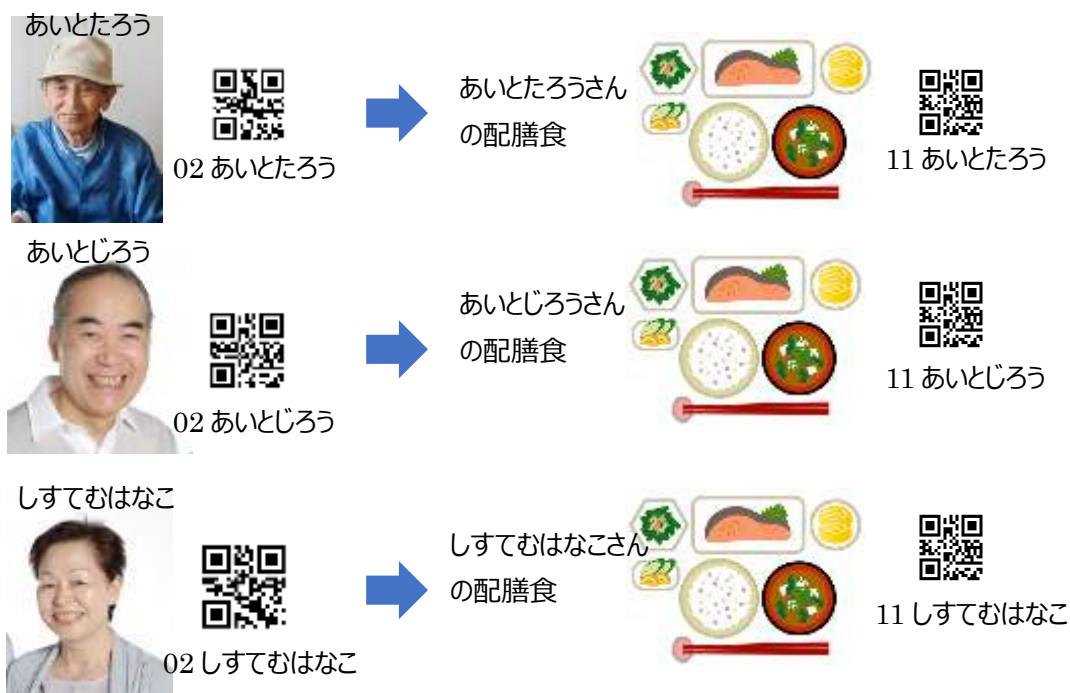 あいとたろう
02 あいとたろう
あいとたろうさん
の配膳食
11 あいとたろう
あいとじろう
02 あいとじろう
あいとじろうさん
の配膳食
11 あいとじろう
しすてむはなこ
02 しすてむはなこ
しすてむはなこさん
の配膳食
11 しすてむはなこ